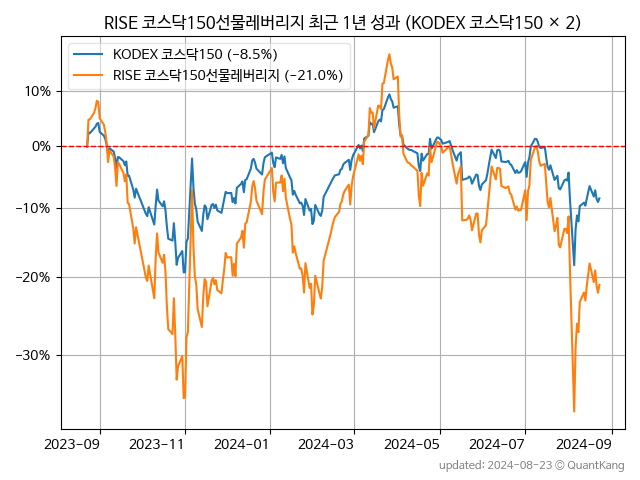 RISE 코스닥150선물레버리지 최근 1년 성과 (KODEX 코스닥150 × 2)
KODEX 코스닥150 (−8.5%)
RISE 코스닥150선물레버리지 (−21.0%)
10%
0%
−10%
−20%
−30%
2023-09 2023-11 2024-01 2024-03 2024-05 2024-07 2024-09
updated: 2024-08-23 © QuantKang